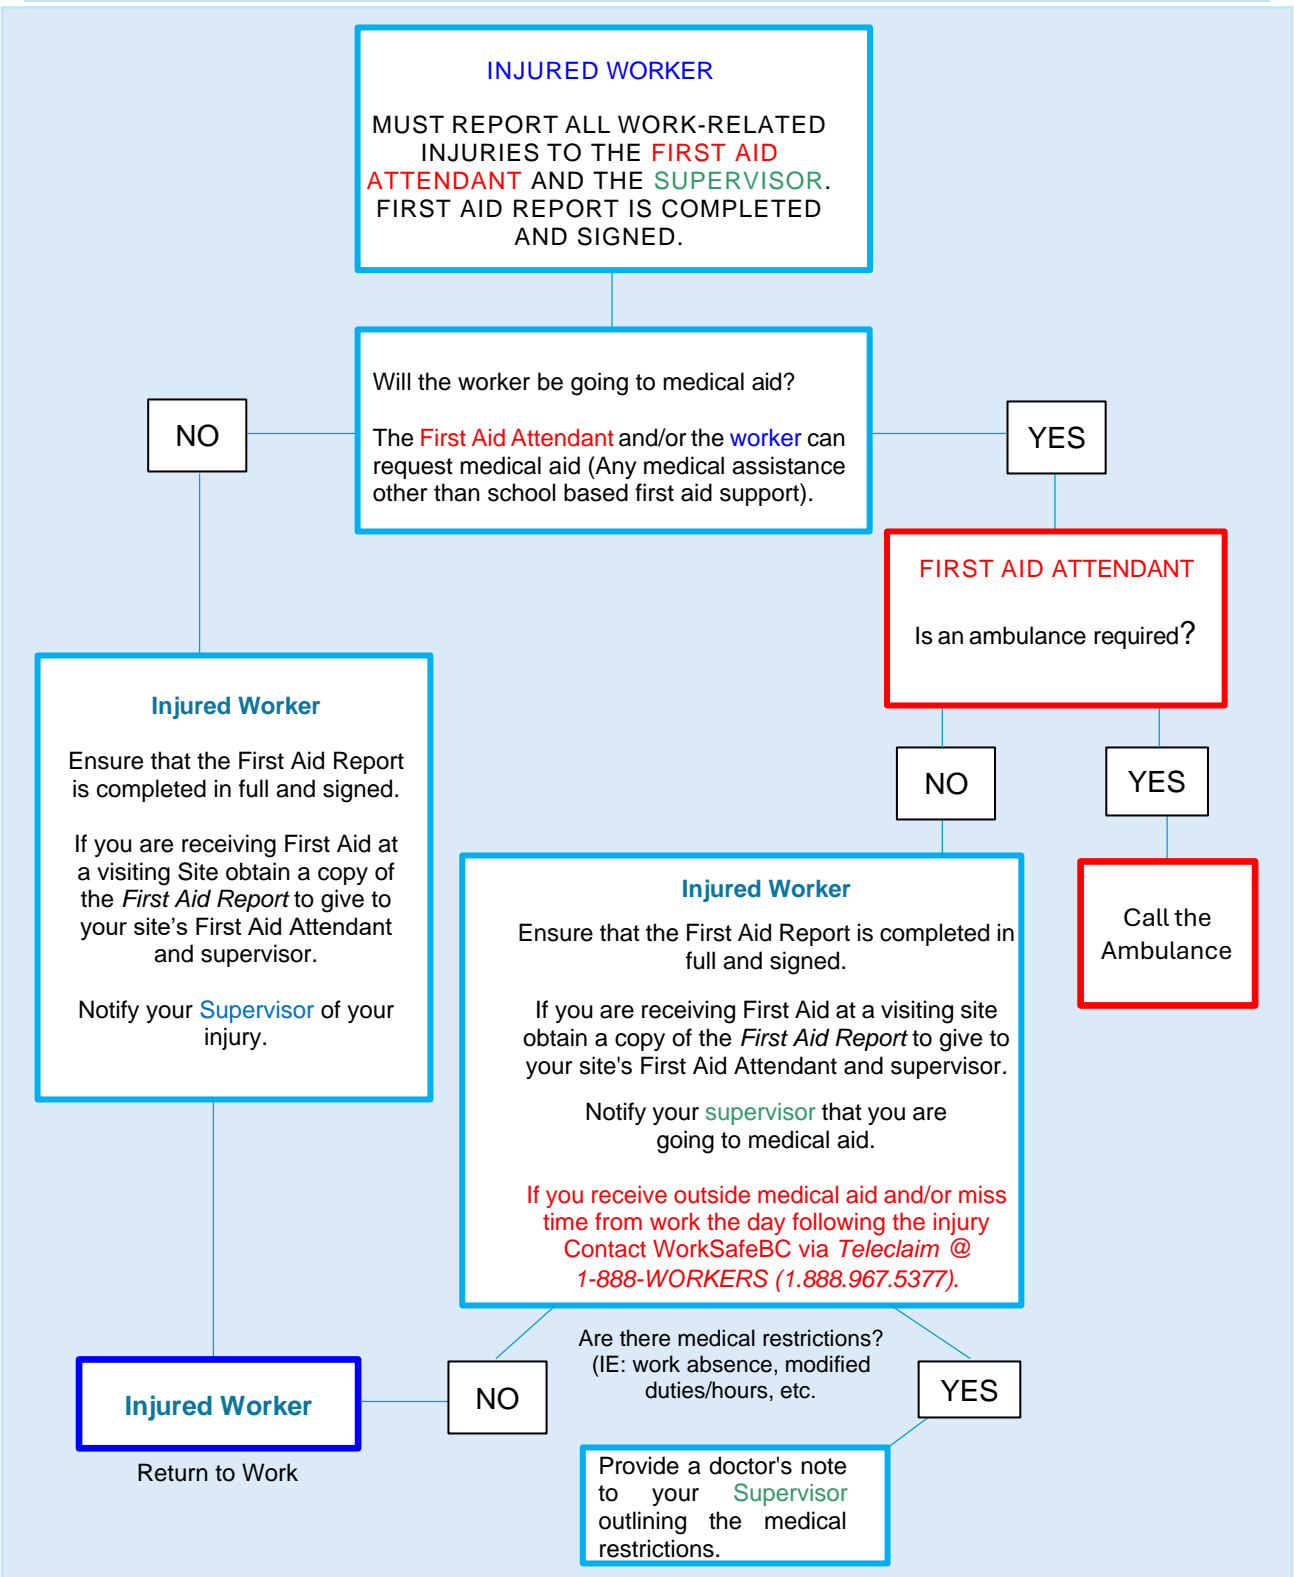 INJURED WORKER
MUST REPORT ALL WORK-RELATED
INJURIES TO THE FIRST AID
ATTENDANT AND THE SUPERVISOR.
FIRST AID REPORT IS COMPLETED
AND SIGNED.
Will the worker be going to medical aid?
The First Aid Attendant and/or the worker can
request medical aid (Any medical assistance
other than school based first aid support).
NO
YES
FIRST AID ATTENDANT
Is an ambulance required?
NO
YES
Call the
Ambulance
Injured Worker
Ensure that the First Aid Report
is completed in full and signed.
If you are receiving First Aid at
a visiting Site obtain a copy of
the First Aid Report to give to
your site’s First Aid Attendant
and supervisor.
Notify your Supervisor of your
injury.
Injured Worker
Ensure that the First Aid Report is completed in
full and signed.
If you are receiving First Aid at a visiting site
obtain a copy of the First Aid Report to give to
your site's First Aid Attendant and supervisor.
Notify your supervisor that you are
going to medical aid.
If you receive outside medical aid and/or miss
time from work the day following the injury
Contact WorkSafeBC via Teleclaim @
1-888-WORKERS (1.888.967.5377).
Are there medical restrictions?
(IE: work absence, modified
duties/hours, etc.
NO
YES
Injured Worker
Return to Work
Provide a doctor's note
to your Supervisor
outlining the medical
restrictions.